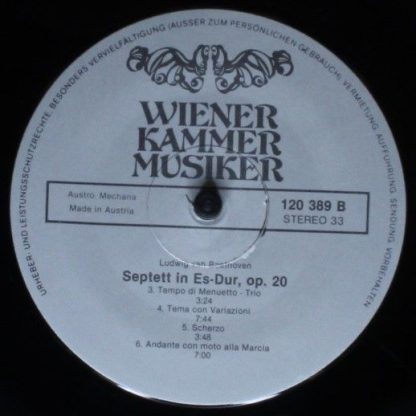 URHEBER- UND LEISTUNGSSCHUTZRECHTE, BESONDERS VERVIELFÄLTIGUNG (AUSSER ZUM PERSÖNLICHEN GEBRAUCH), VERMIETUNG, AUFFÜHRUNG, SENDUNG, VORBEHALTEN
WIENER
KAMMER
MUSIKER
Austro Mechana
Made in Austria
120 389 B
STEREO 33
Ludwig van Beethoven
Septett in Es-Dur, op. 20
3. Tempo di Menuetto - Trio
3:24
4. Tema con Variazioni
7:44
5. Scherzo
3:48
6. Andante con moto alla Marcia
7:00